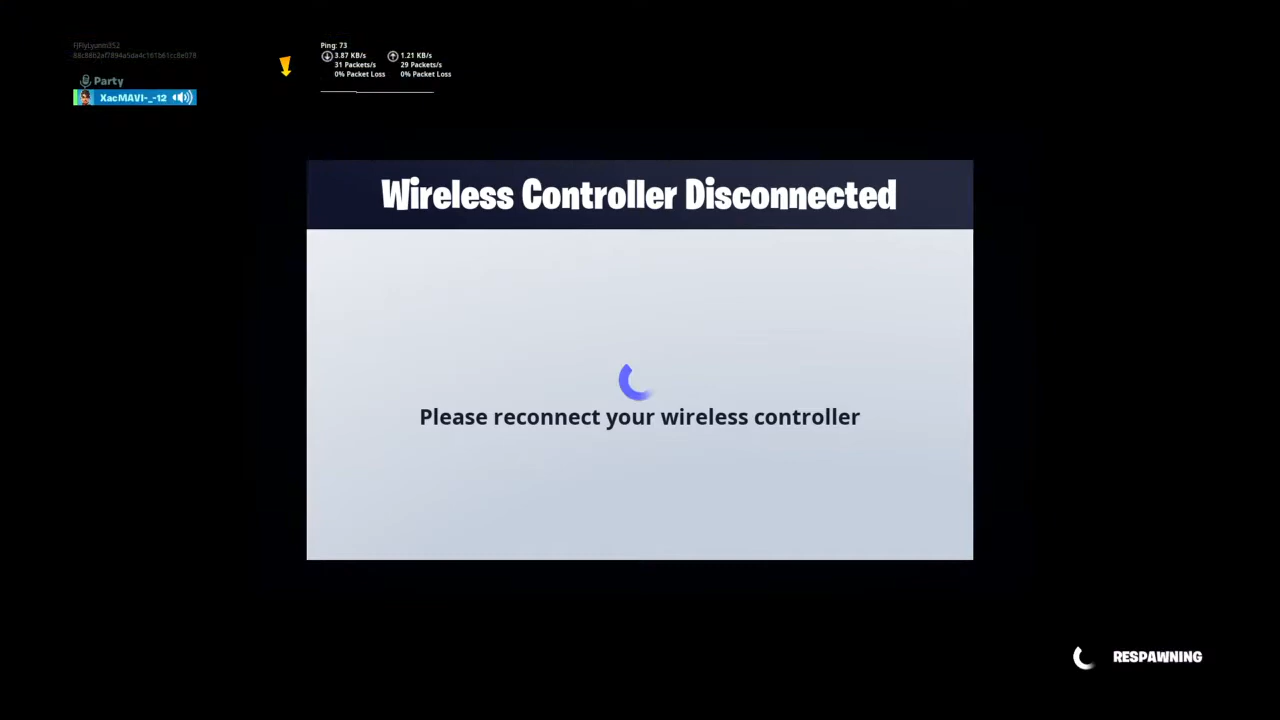 FjFlyLyunm352
Party
XacMAVI-_-12
Ping: 73
3.87 KB/s
1.21 KB/s
31 Packets/s
29 Packets/s
0% Packet Loss
0% Packet Loss
Wireless Controller Disconnected
Please reconnect your wireless controller
RESPAWNING